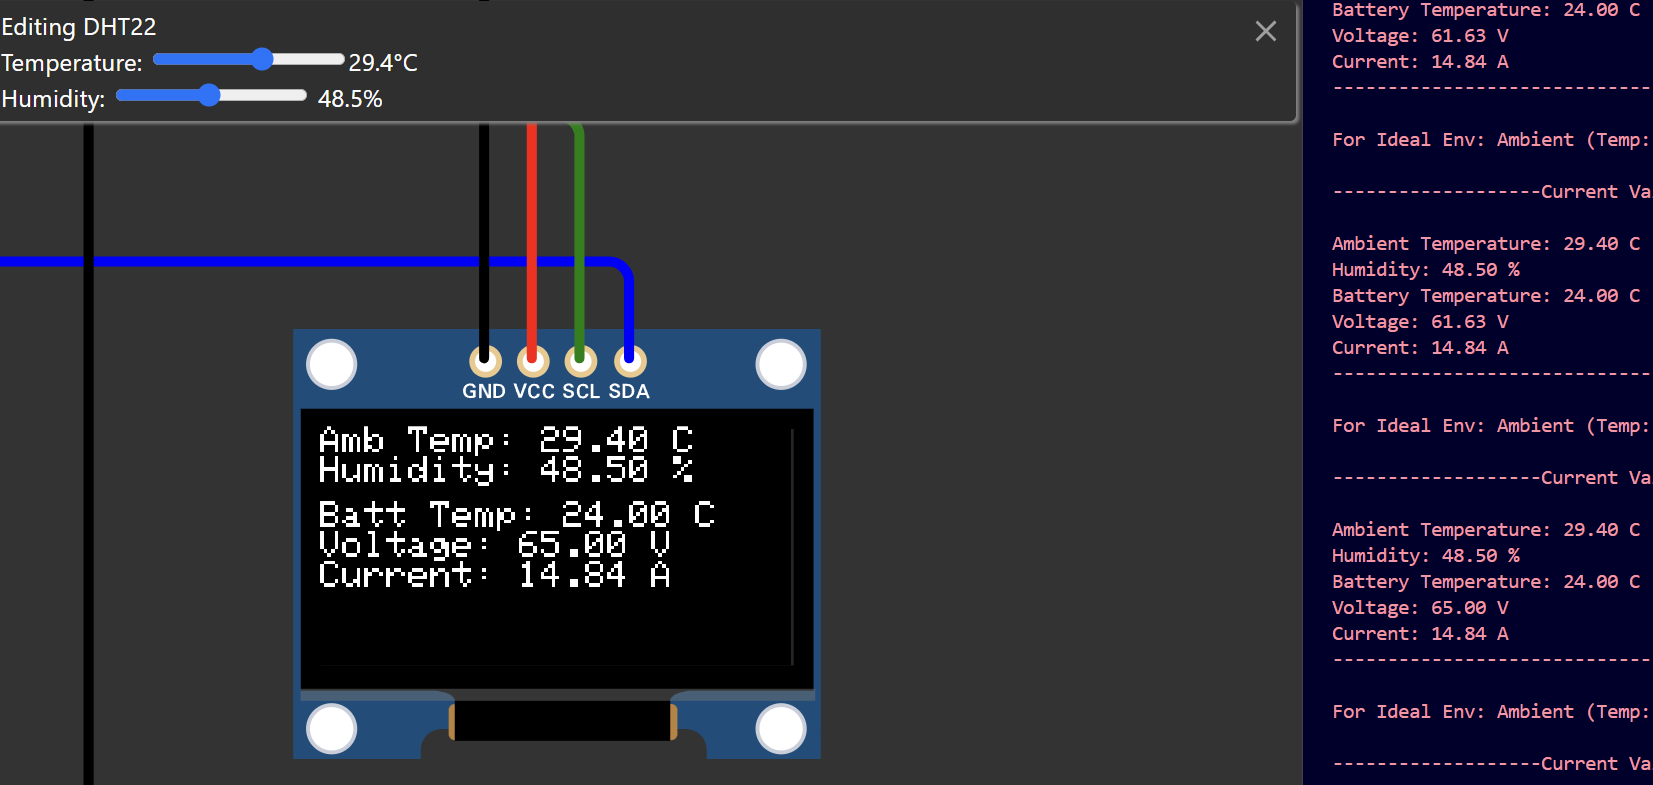 Editing DHT22
Temperature: 29.4°C
Humidity: 48.5%
GND VCC SCL SDA
Amb Temp: 29.40 C
Humidity: 48.50 %
Batt Temp: 24.00 C
Voltage: 65.00 V
Current: 14.84 A
Battery Temperature: 24.00 C
Voltage: 61.63 V
Current: 14.84 A
-----------------------------
For Ideal Env: Ambient (Temp:
-------------------Current Va
Ambient Temperature: 29.40 C
Humidity: 48.50 %
Battery Temperature: 24.00 C
Voltage: 61.63 V
Current: 14.84 A
-----------------------------
For Ideal Env: Ambient (Temp:
-------------------Current Va
Ambient Temperature: 29.40 C
Humidity: 48.50 %
Battery Temperature: 24.00 C
Voltage: 65.00 V
Current: 14.84 A
-----------------------------
For Ideal Env: Ambient (Temp:
-------------------Current Va